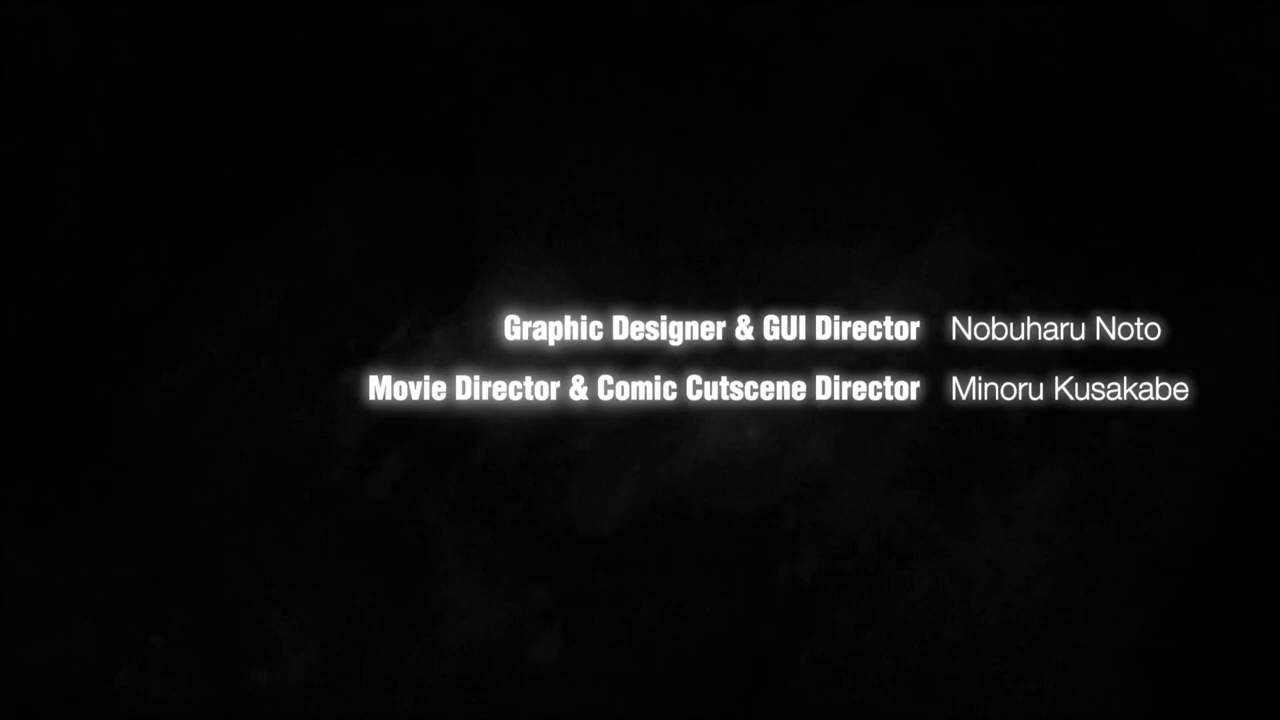 Graphic Designer & GUI Director Nobuharu Noto
Movie Director & Comic Cutscene Director Minoru Kusakabe